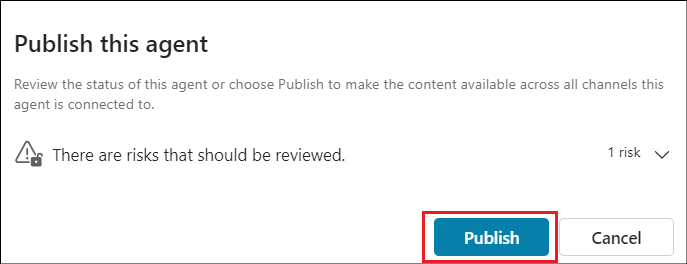 Publish this agent
Review the status of this agent or choose Publish to make the content available across all channels this
agent is connected to.
There are risks that should be reviewed.
1 risk
Publish
Cancel